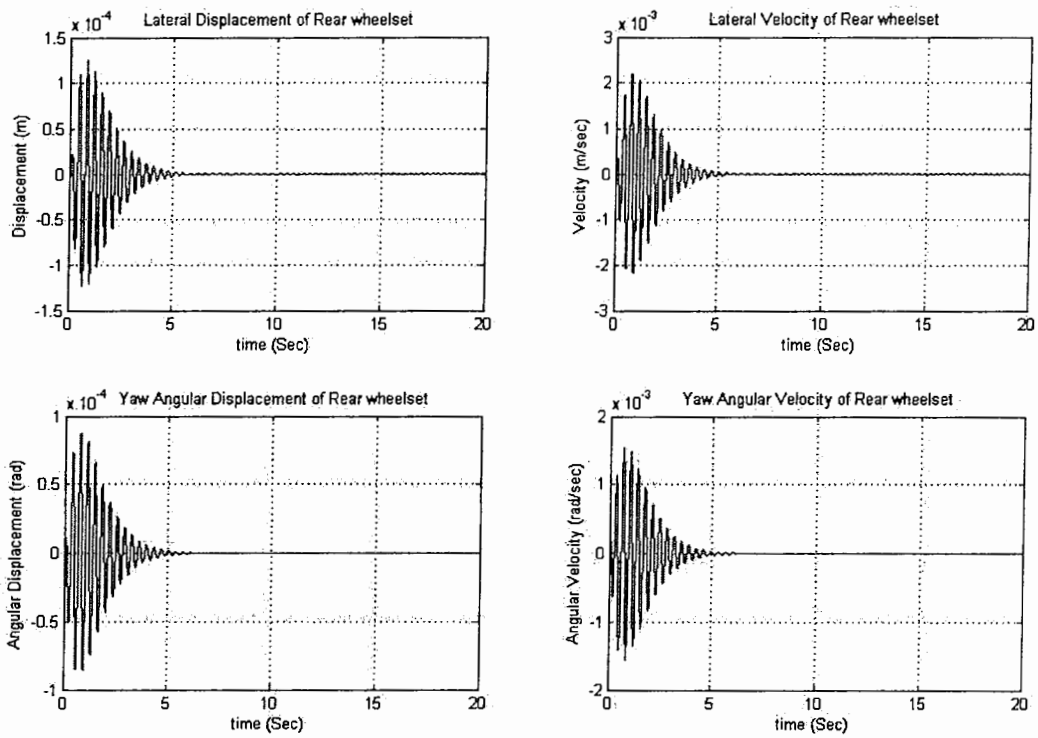 x 10-4 Lateral Displacement of Rear wheelset
1.5
1
0.5
0
-0.5
-1
-1.5
Displacement (m)
0 5 10 15 20
time (Sec)
x 10-3 Lateral Velocity of Rear wheelset
3
2
1
0
-1
-2
-3
Velocity (m/sec)
0 5 10 15 20
time (Sec)
x 10-4 Yaw Angular Displacement of Rear wheelset
1
0.5
0
-0.5
-1
Angular Displacement (rad)
0 5 10 15 20
time (Sec)
x 10-3 Yaw Angular Velocity of Rear wheelset
2
1
0
-1
-2
Angular Velocity (rad/sec)
0 5 10 15 20
time (Sec)